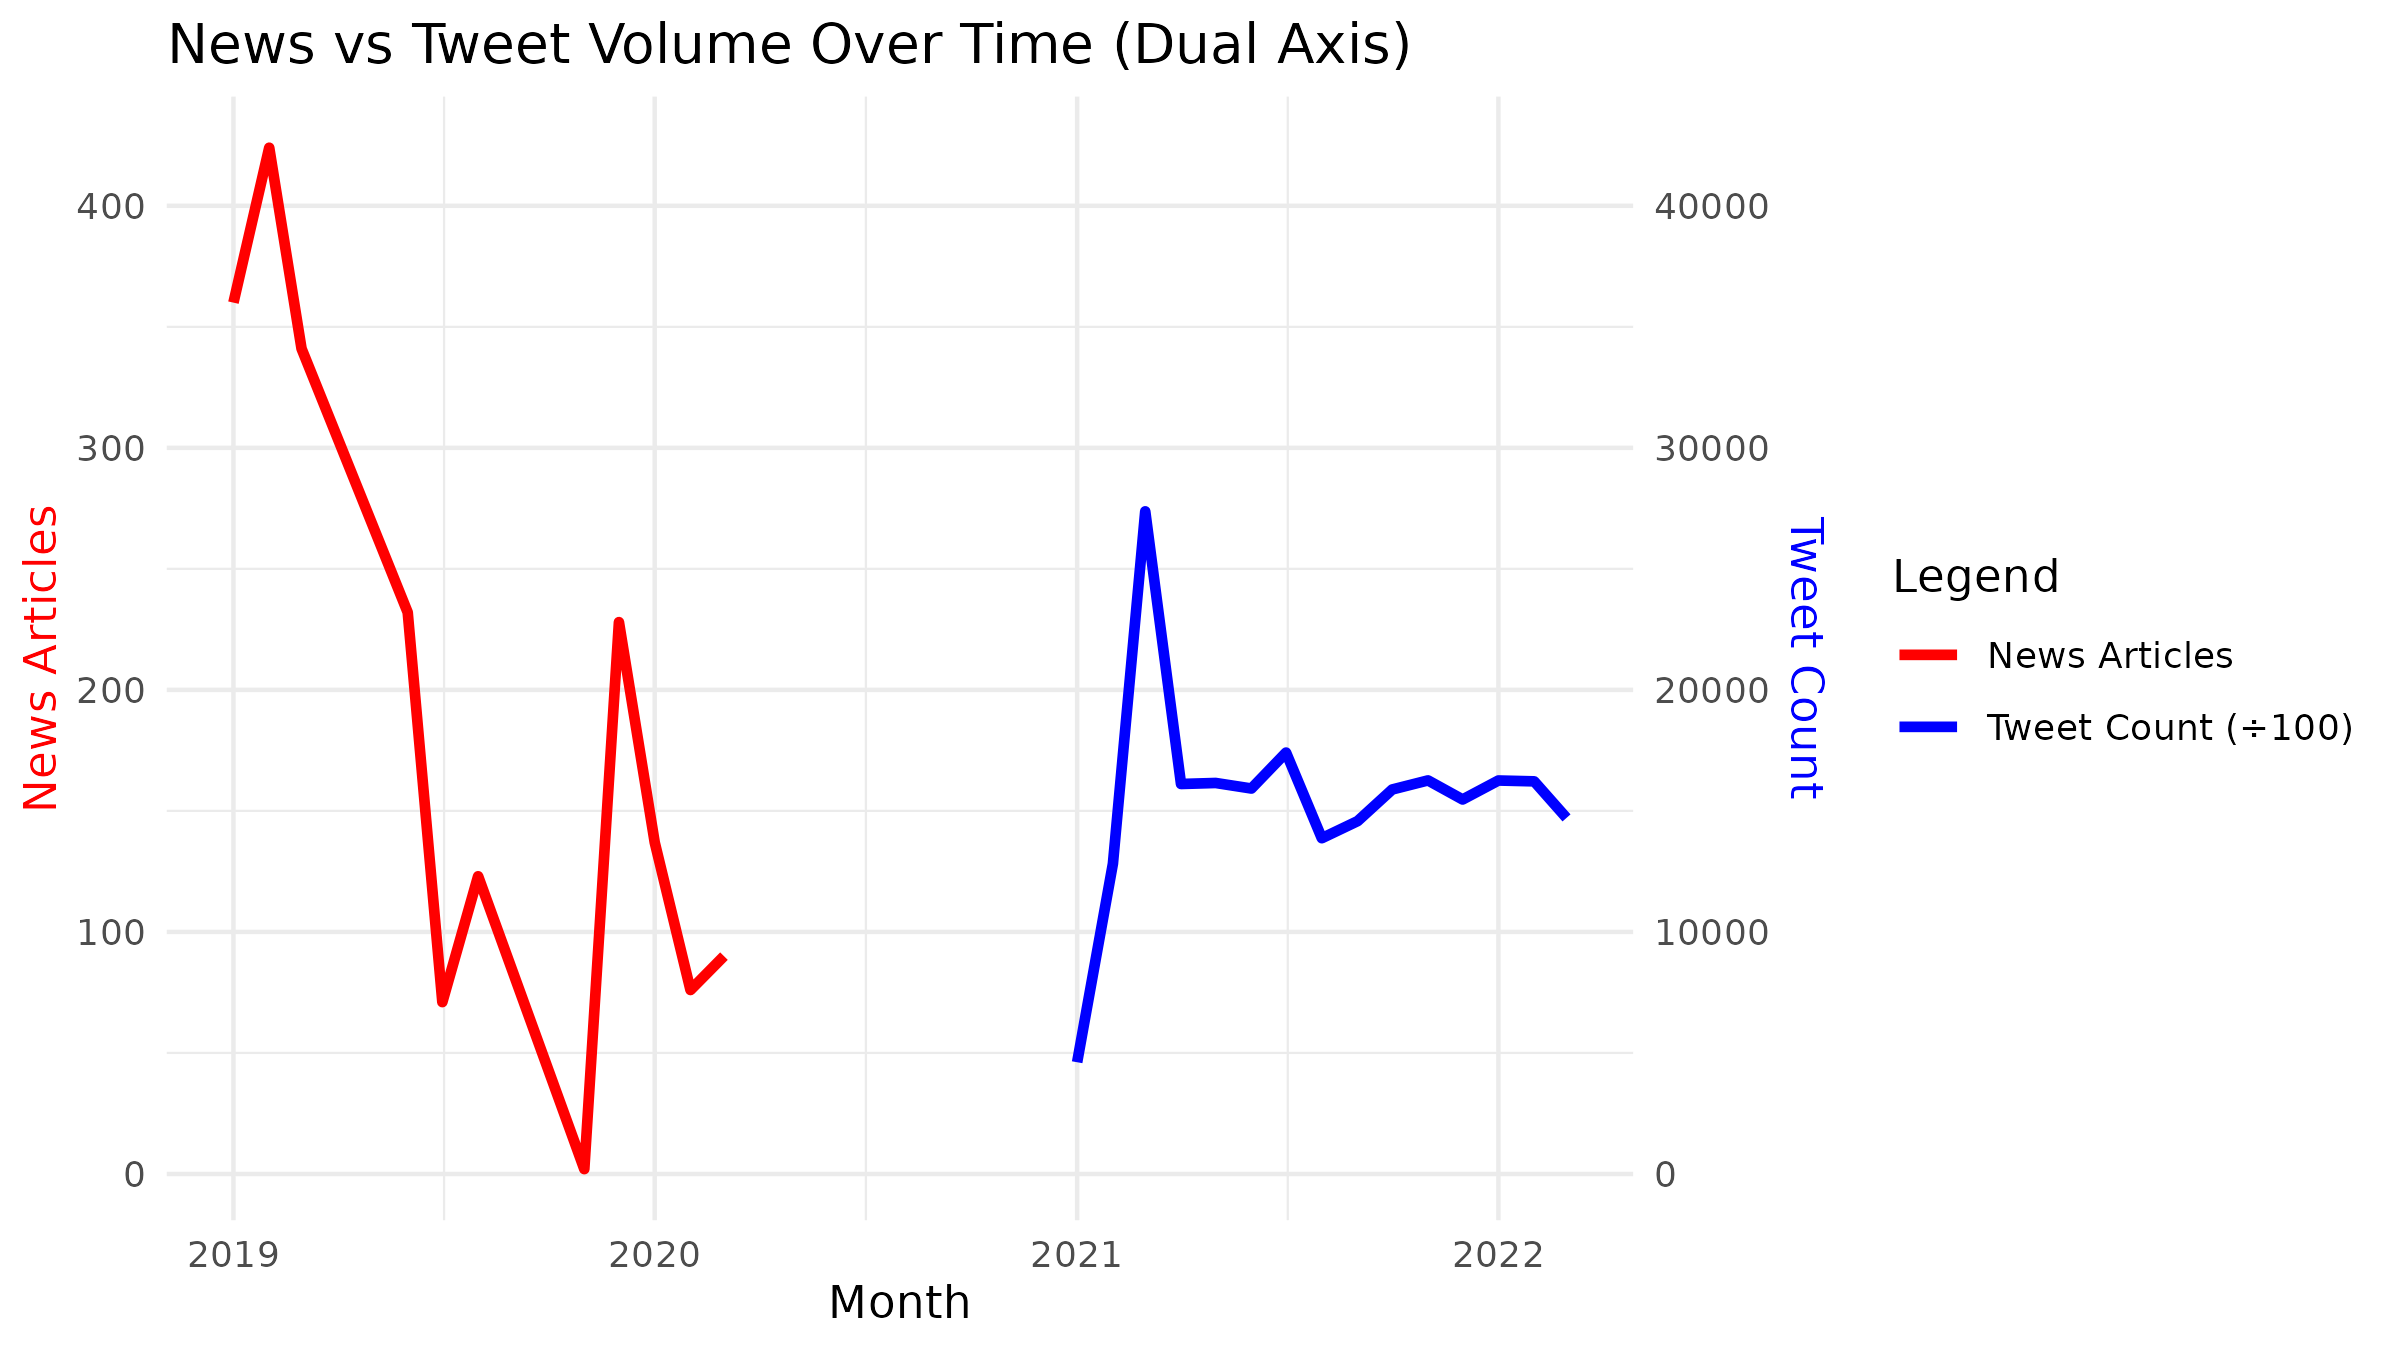 News vs Tweet Volume Over Time (Dual Axis)
News Articles
400
300
200
100
0
40000
30000
20000
10000
0
Tweet Count
2019
2020
2021
2022
Month
Legend
News Articles
Tweet Count (÷100)